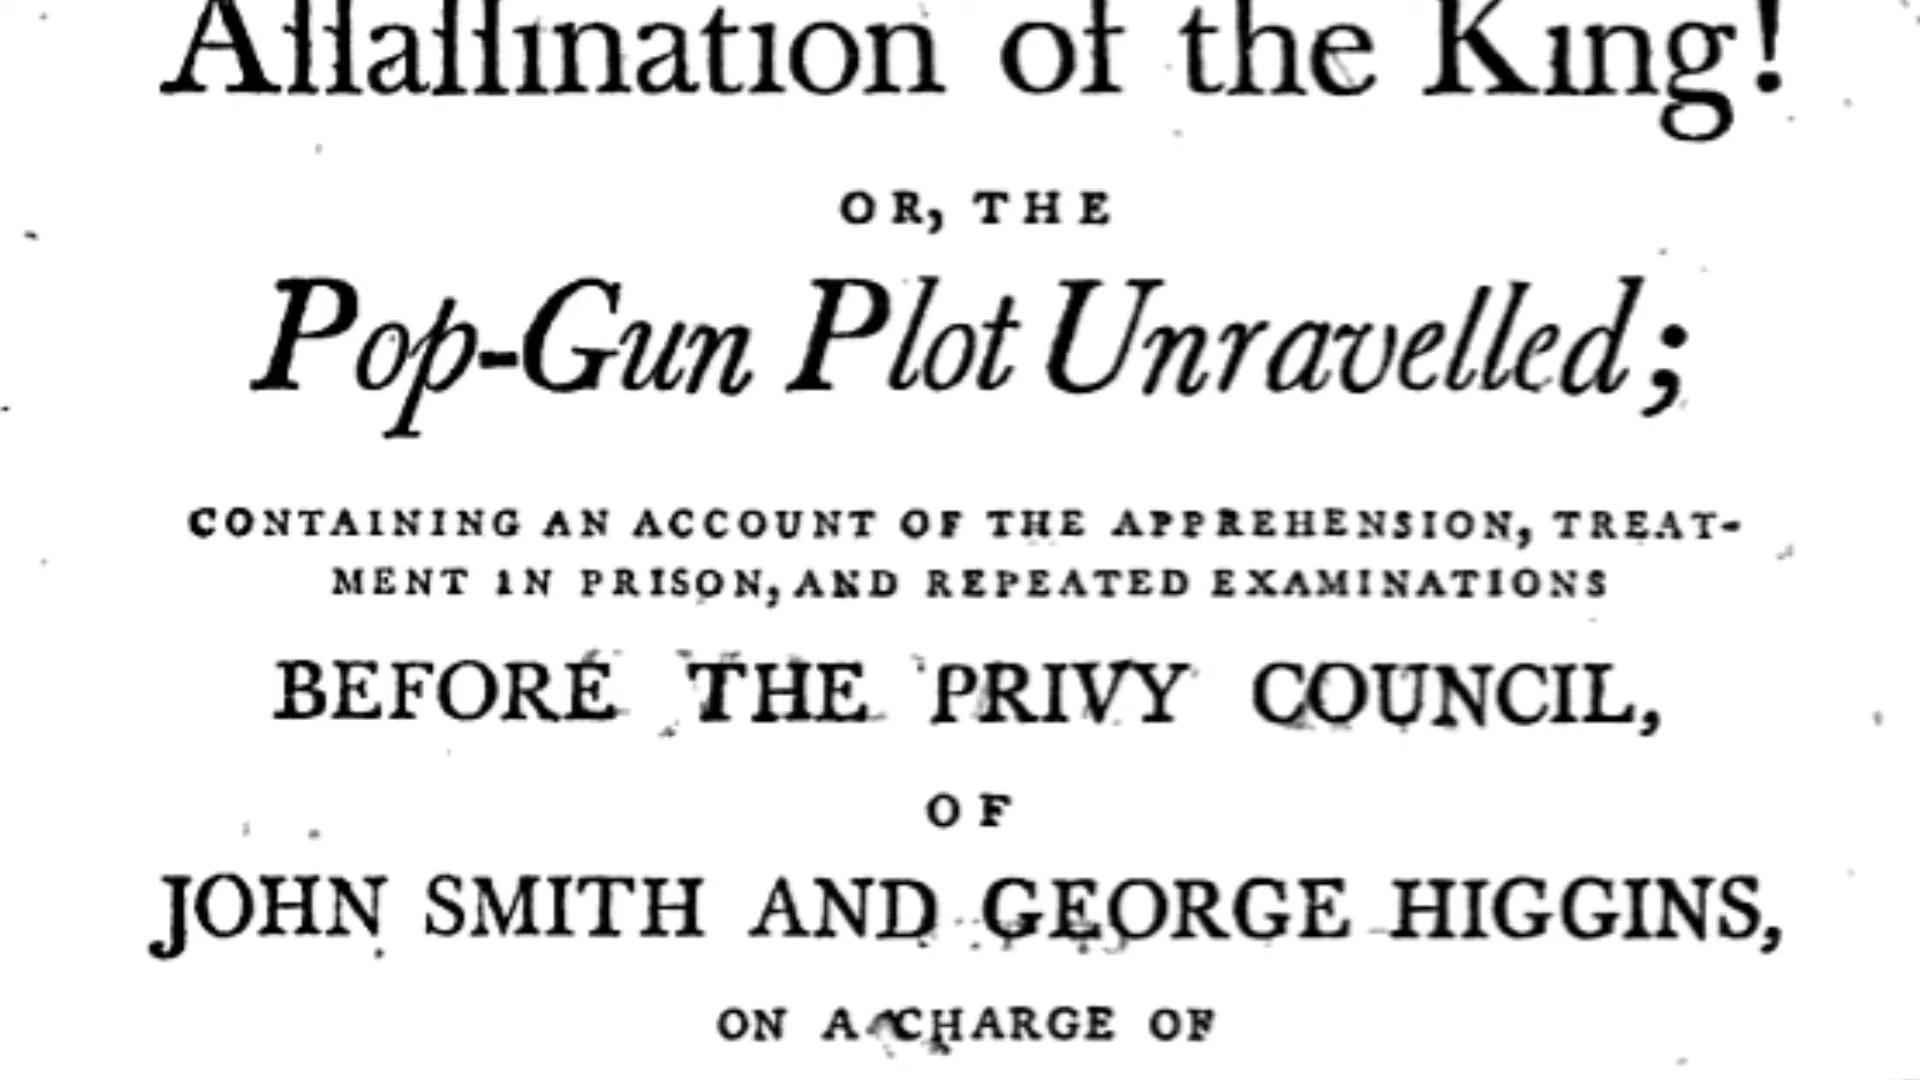 Aſſaſſination of the King!
OR, THE
Pop-Gun Plot Unravelled;
CONTAINING AN ACCOUNT OF THE APPREHENSION, TREAT-
MENT IN PRISON, AND REPEATED EXAMINATIONS
BEFORE THE PRIVY COUNCIL,
OF
JOHN SMITH AND GEORGE HIGGINS,
ON A CHARGE OF